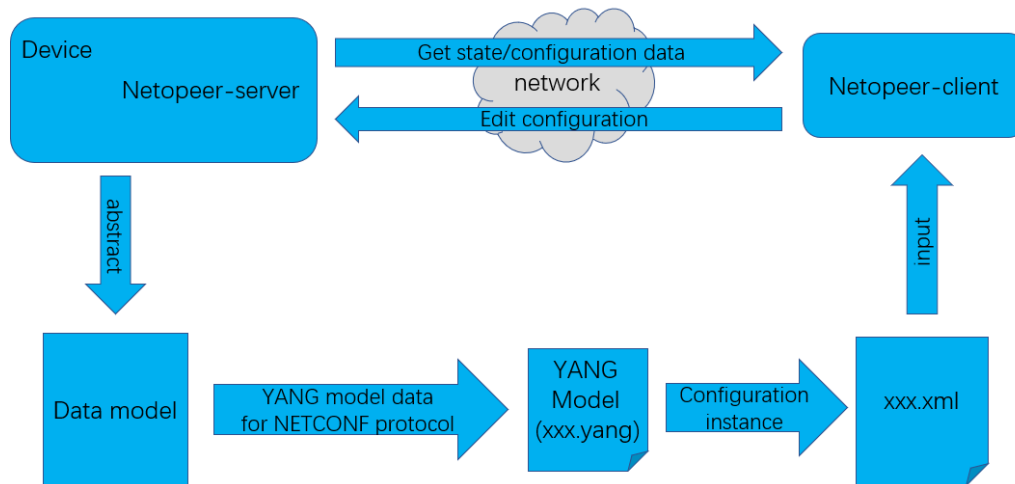 Device
Netopeer-server
Get state/configuration data
network
Edit configuration
Netopeer-client
abstract
input
Data model
YANG model data
for NETCONF protocol
YANG
Model
(xxx.yang)
Configuration
instance
xxx.xml